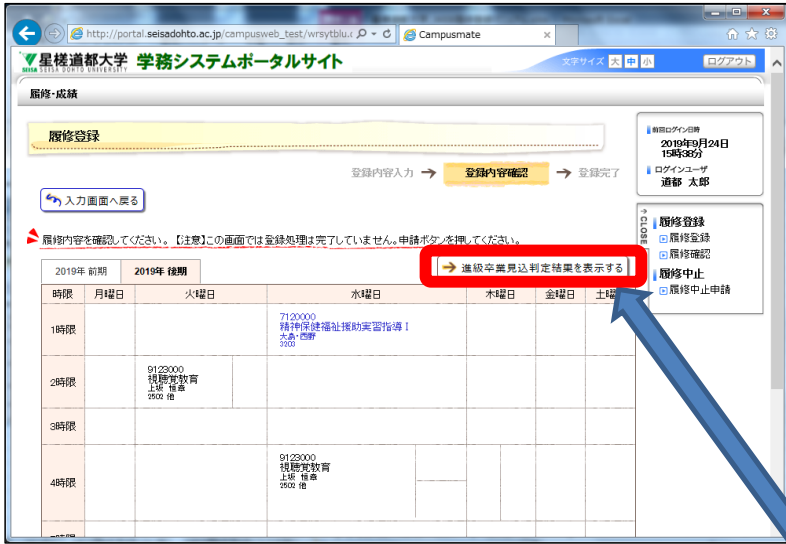 http://portal.seisadohto.ac.jp/campusweb_test/wrsytblu.
Campusmate
星槎道都大学 学務システムポータルサイト
SEISA DOHTO UNIVERSITY
文字サイズ 大 中 小
ログアウト
履修・成績
履修登録
登録内容入力 → 登録内容確認 → 登録完了
入力画面へ戻る
履修内容を確認してください。【注意】この画面では登録処理は完了していません。申請ボタンを押してください。
2019年 前期 2019年 後期
進級卒業見込判定結果を表示する
時限 月曜日 火曜日 水曜日 木曜日 金曜日 土曜
1時限
7120000
精神保健福祉援助実習指導Ⅰ
大島・西野
3203
2時限
9123000
視聴覚教育
上坂 恒章
2502 他
3時限
4時限
9123000
視聴覚教育
上坂 恒章
2502 他
前回ログイン日時
2019年9月24日
15時38分
ログインユーザ
道都 太郎
CLOSE
履修登録
履修登録
履修確認
履修中止
履修中止申請